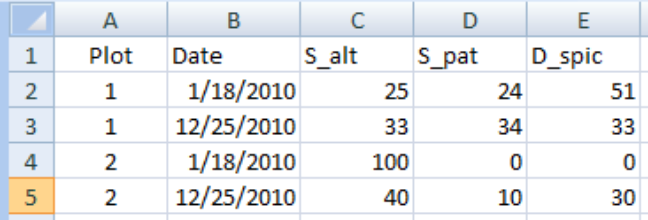 A B C D E
1 Plot Date S_alt S_pat D_spic
2 1 1/18/2010 25 24 51
3 1 12/25/2010 33 34 33
4 2 1/18/2010 100 0 0
5 2 12/25/2010 40 10 30